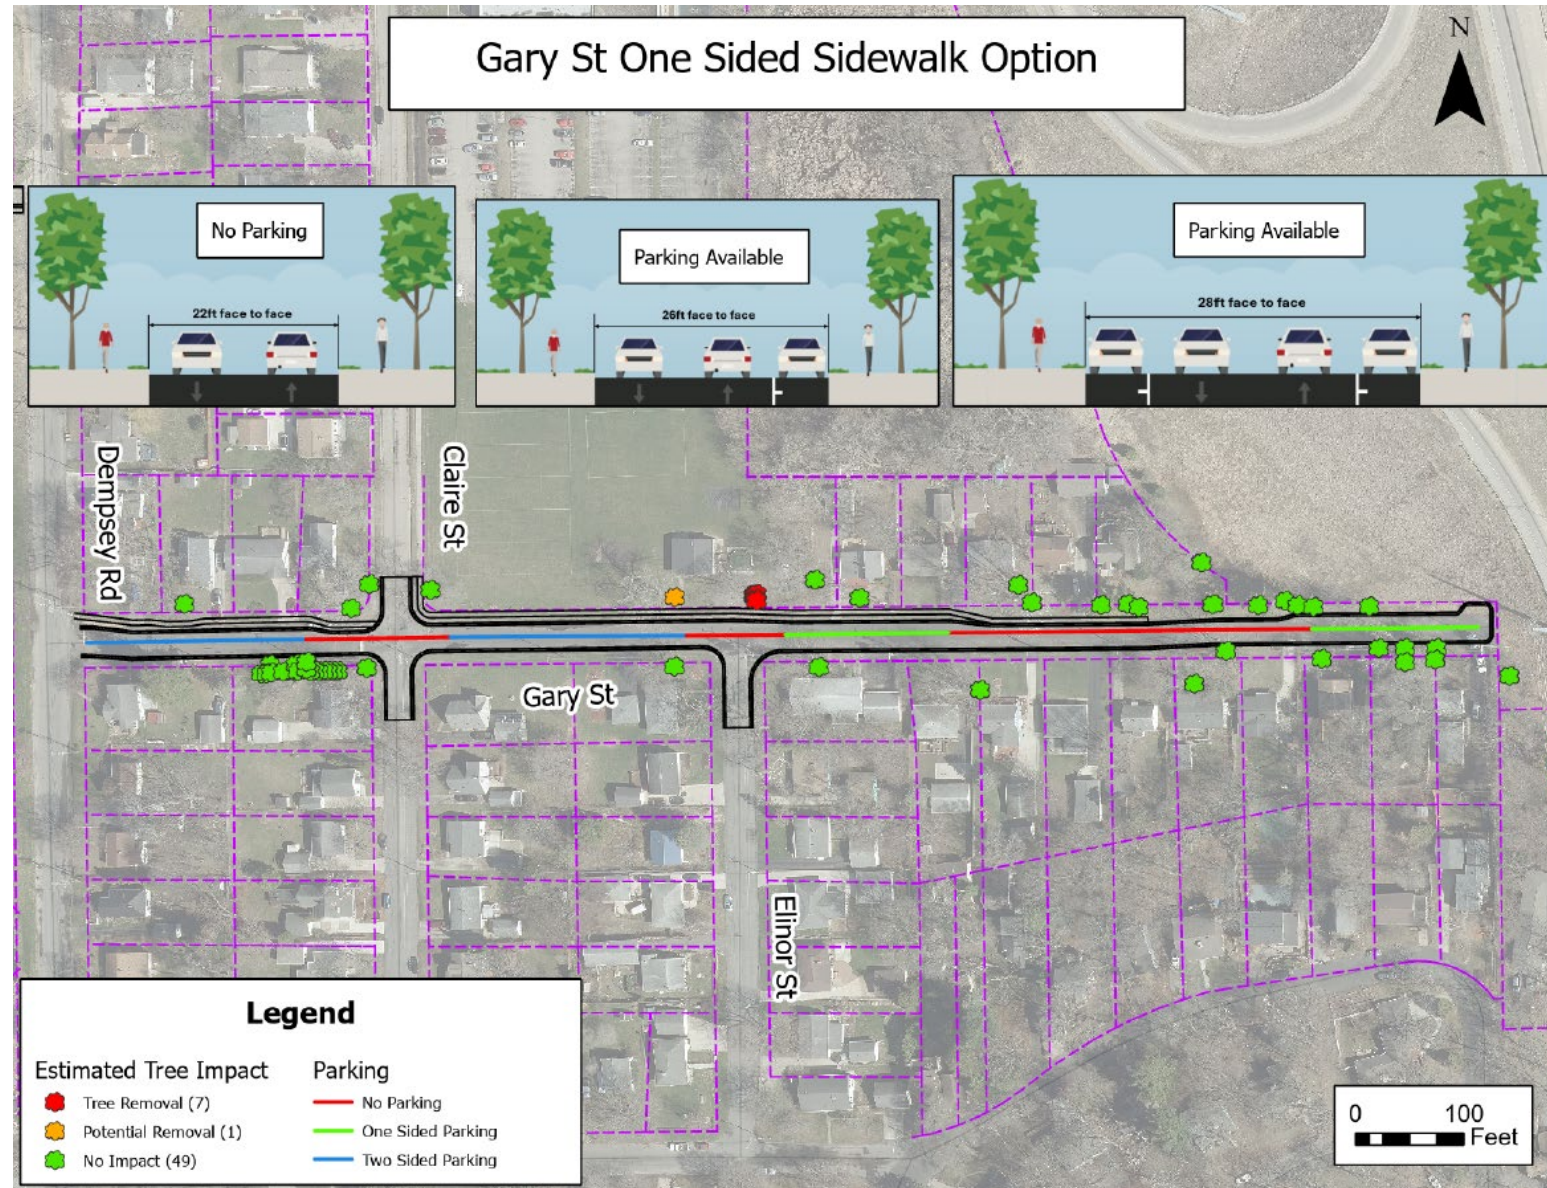 Gary St One Sided Sidewalk Option
N
No Parking
22ft face to face
Parking Available
26ft face to face
Parking Available
28ft face to face
Dempsey Rd
Claire St
Gary St
Elinor St
Legend
Estimated Tree Impact
Tree Removal (7)
Potential Removal (1)
No Impact (49)
Parking
No Parking
One Sided Parking
Two Sided Parking
0 100
Feet